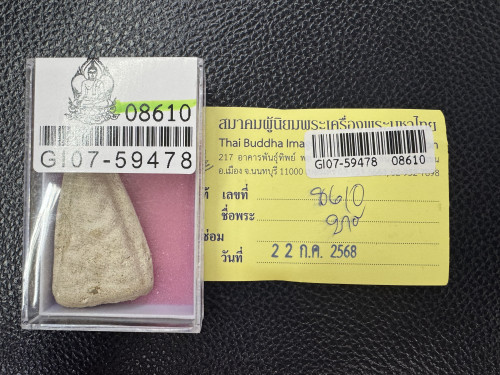 08610
GI07-59478
สมาคมผู้นิยมพระเครื่องพระบูชาไทย
Thai Buddha Ima
217 อาคารพันธุ์ทิพย์
อ.เมือง จ.นนทบุรี 11000
GI07-59478 08610
เลขที่
ชื่อพระ
ซ่อม
วันที่ 22 ก.ค. 2568